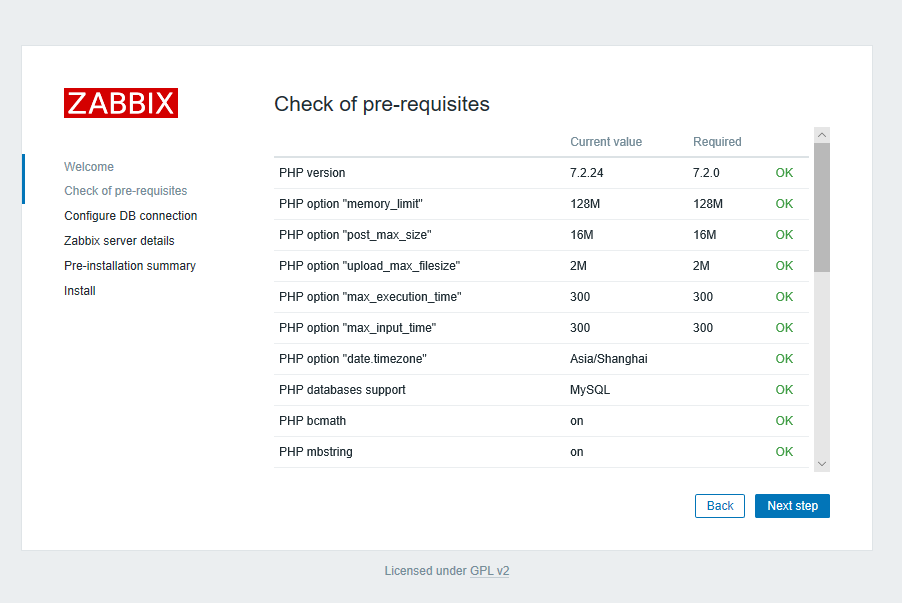 ZABBIX
Welcome
Check of pre-requisites
Configure DB connection
Zabbix server details
Pre-installation summary
Install
Check of pre-requisites
Current value Required
PHP version 7.2.24 7.2.0 OK
PHP option "memory_limit" 128M 128M OK
PHP option "post_max_size" 16M 16M OK
PHP option "upload_max_filesize" 2M 2M OK
PHP option "max_execution_time" 300 300 OK
PHP option "max_input_time" 300 300 OK
PHP option "date.timezone" Asia/Shanghai OK
PHP databases support MySQL OK
PHP bcmath on OK
PHP mbstring on OK
Back Next step
Licensed under GPL v2